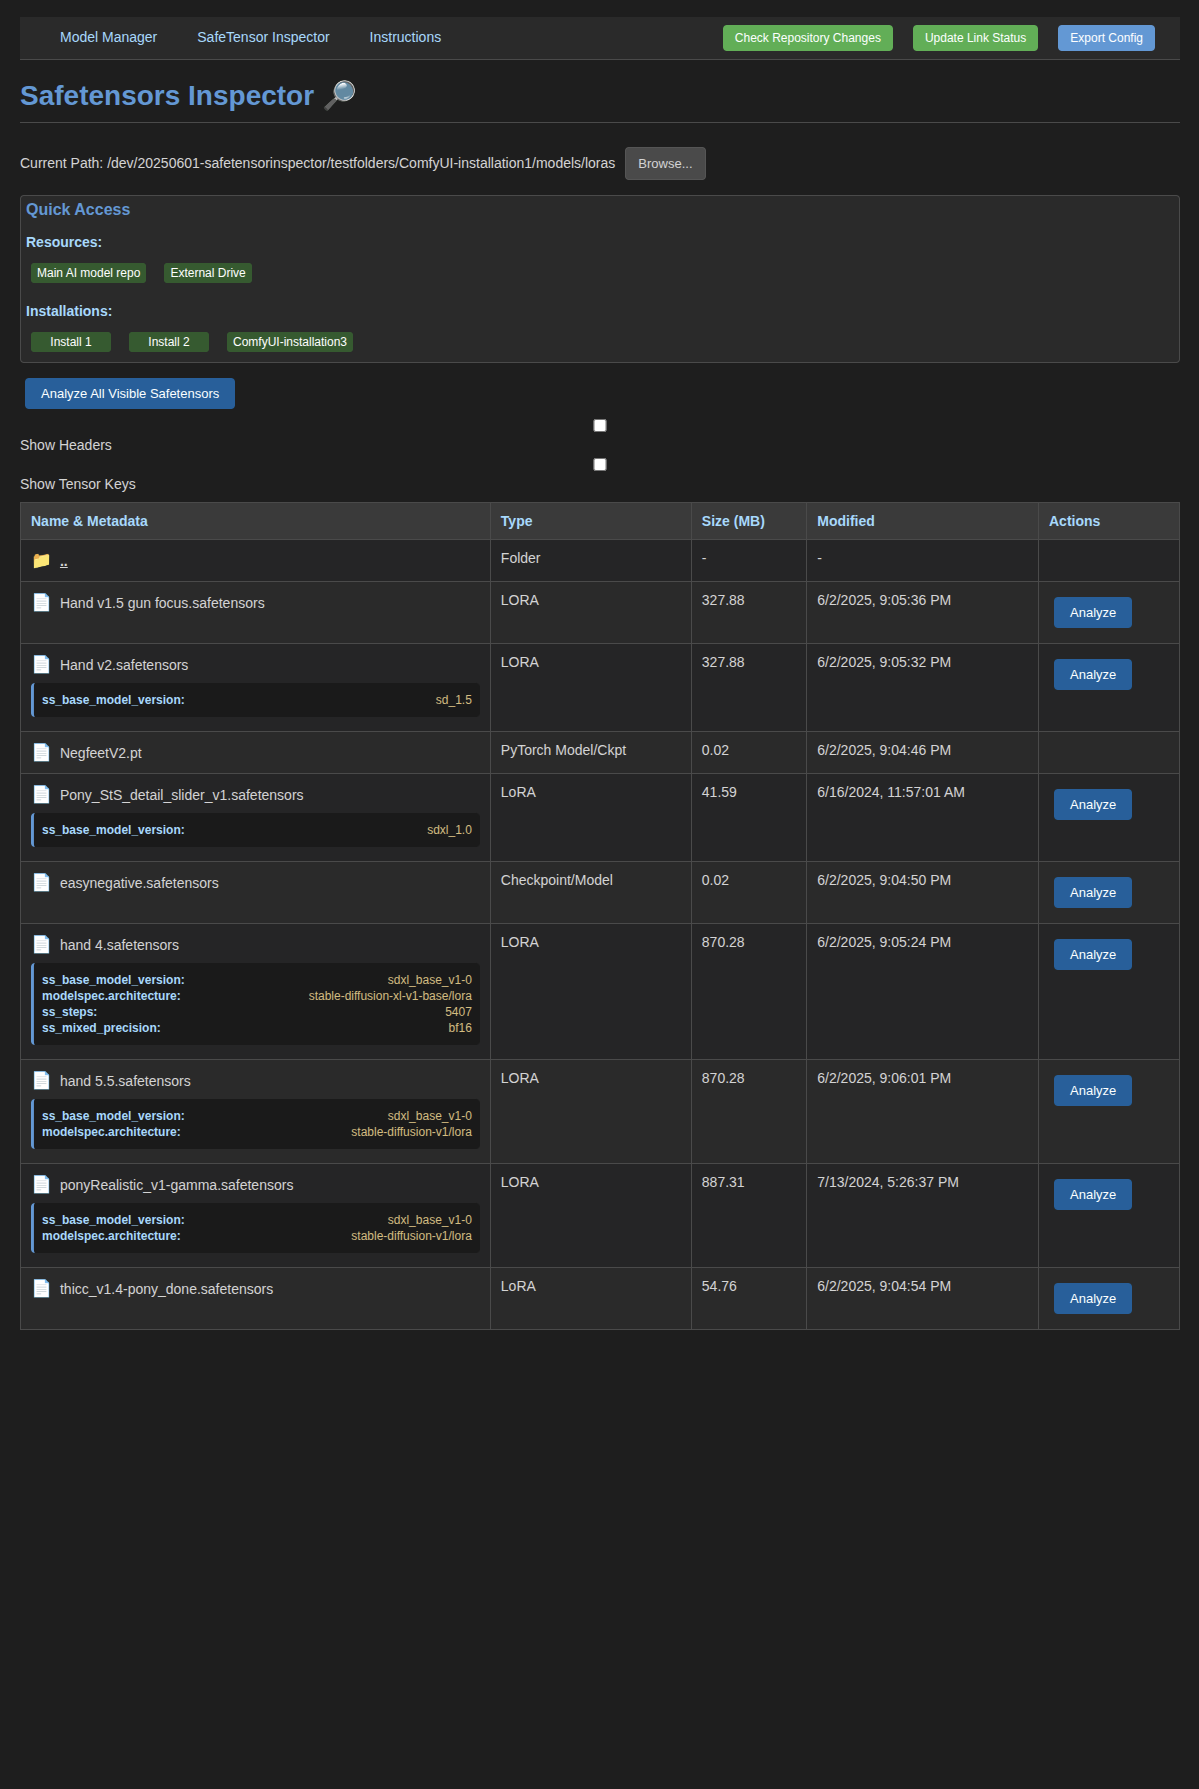 Model Manager SafeTensor Inspector Instructions Check Repository Changes Update Link Status Export Config
Safetensors Inspector
Current Path: /dev/20250601-safetensorinspector/testfolders/ComfyUI-installation1/models/loras Browse...
Quick Access
Resources:
Main AI model repo External Drive
Installations:
Install 1 Install 2 ComfyUI-installation3
Analyze All Visible Safetensors
Show Headers
Show Tensor Keys
Name & Metadata Type Size (MB) Modified Actions
.. Folder - -
Hand v1.5 gun focus.safetensors LORA 327.88 6/2/2025, 9:05:36 PM Analyze
Hand v2.safetensors LORA 327.88 6/2/2025, 9:05:32 PM Analyze
ss_base_model_version: sd_1.5
NegfeetV2.pt PyTorch Model/Ckpt 0.02 6/2/2025, 9:04:46 PM
Pony_StS_detail_slider_v1.safetensors LoRA 41.59 6/16/2024, 11:57:01 AM Analyze
ss_base_model_version: sdxl_1.0
easynegative.safetensors Checkpoint/Model 0.02 6/2/2025, 9:04:50 PM Analyze
hand 4.safetensors LORA 870.28 6/2/2025, 9:05:24 PM Analyze
ss_base_model_version: sdxl_base_v1-0
modelspec.architecture: stable-diffusion-xl-v1-base/lora
ss_steps: 5407
ss_mixed_precision: bf16
hand 5.5.safetensors LORA 870.28 6/2/2025, 9:06:01 PM Analyze
ss_base_model_version: sdxl_base_v1-0
modelspec.architecture: stable-diffusion-v1/lora
ponyRealistic_v1-gamma.safetensors LORA 887.31 7/13/2024, 5:26:37 PM Analyze
ss_base_model_version: sdxl_base_v1-0
modelspec.architecture: stable-diffusion-v1/lora
thicc_v1.4-pony_done.safetensors LoRA 54.76 6/2/2025, 9:04:54 PM Analyze